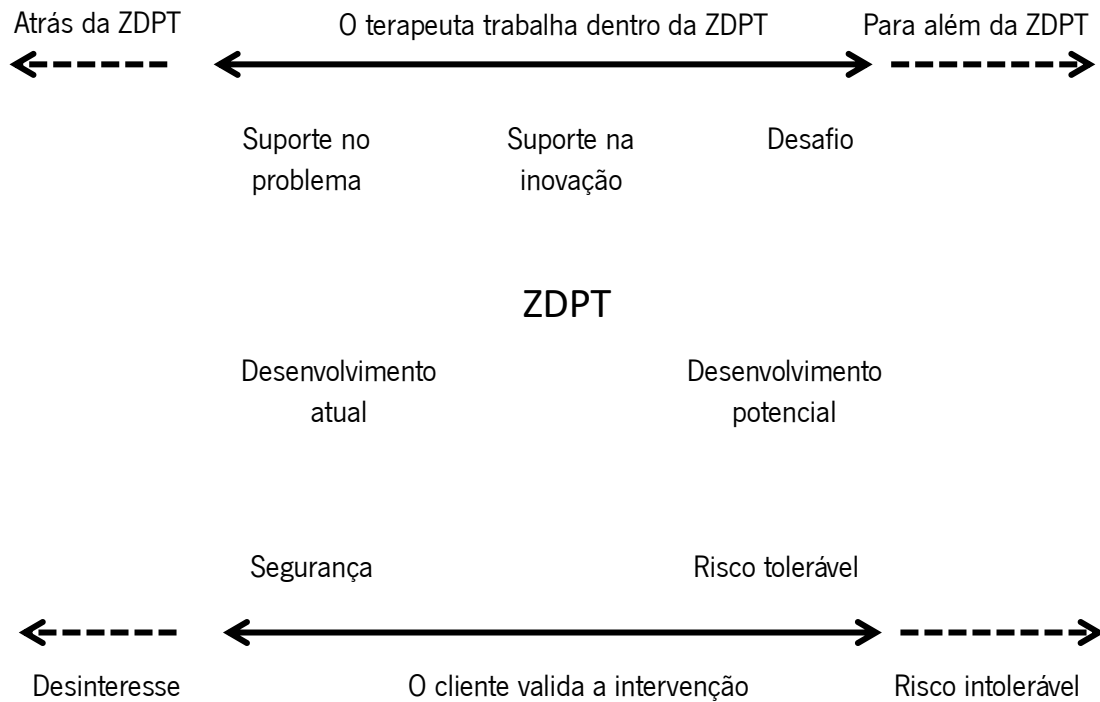 Atrás da ZDPT
O terapeuta trabalha dentro da ZDPT
Para além da ZDPT
Suporte no
problema
Suporte na
inovação
Desafio
ZDPT
Desenvolvimento
atual
Desenvolvimento
potencial
Segurança
Risco tolerável
Desinteresse
O cliente valida a intervenção
Risco intolerável